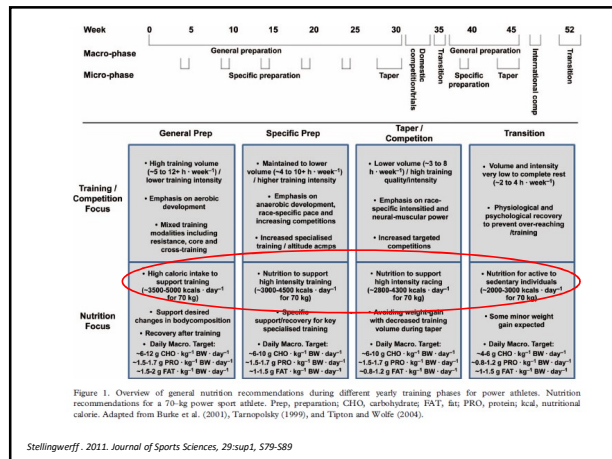 Week 0 5 10 15 20 25 30 35 40 45 52
Macro-phase General preparation Domestic competition/trials Transition General preparation International comp Transition
Micro-phase Specific preparation Taper Specific preparation Taper
General Prep Specific Prep Taper / Competiton Transition
Training / Competition Focus
• High training volume
(~5 to 12+ h · week⁻¹) /
lower training intensity
• Emphasis on aerobic
development
• Mixed training
modalities including
resistance, core and
cross-training
• Maintained to lower
volume (~4 to 10+ h · week⁻¹)
/ higher training intensity
• Emphasis on
anaerobic development,
race-specific pace and
increasing competitions
• Increased specialised
training / altitude acmps
• Lower volume (~3 to 8
h · week⁻¹) / high training
quality/intensity
• Emphasis on race-
specific intensitied and
neural-muscular power
• Increased targeted
competitions
• Volume and intensity
very low to complete rest
(~2 to 4 h · week⁻¹)
• Physiological and
psychological recovery
to prevent over-reaching
/training
Nutrition Focus
• High caloric intake to
support training
(~3500-5000 kcals · day⁻¹
for 70 kg)
• Support desired
changes in bodycomposition
• Recovery after training
• Daily Macro. Target:
~6-12 g CHO · kg⁻¹ BW · day⁻¹
~1.5-1.7 g PRO · kg⁻¹ BW · day⁻¹
~1.5-2 g FAT · kg⁻¹ BW · day⁻¹
• Nutrition to support
high intensity training
(~3000-4500 kcals · day⁻¹
for 70 kg)
• Specific
support/recovery for key
specialised training
• Daily Macro. Target:
~6-10 g CHO · kg⁻¹ BW · day⁻¹
~1.5-1.7 g PRO · kg⁻¹ BW · day⁻¹
~1-1.5 g FAT · kg⁻¹ BW · day⁻¹
• Nutrition to support
high intensity racing
(~2800-4300 kcals · day⁻¹
for 70 kg)
• Avoiding weight-gain
with decreased training
volume during taper
• Daily Macro. Target:
~6-10 g CHO · kg⁻¹ BW · day⁻¹
~1.5-1.7 g PRO · kg⁻¹ BW · day⁻¹
~0.8-1.2 g FAT · kg⁻¹ BW · day⁻¹
• Nutrition for active to
sedentary individuals
(~2000-3000 kcals · day⁻¹
for 70 kg)
• Some minor weight
gain expected
• Daily Macro. Target:
~4-6 g CHO · kg⁻¹ BW · day⁻¹
~0.8-1.2 g PRO · kg⁻¹ BW · day⁻¹
~1-1.5 g FAT · kg⁻¹ BW · day⁻¹
Figure 1. Overview of general nutrition recommendations during different yearly training phases for power athletes. Nutrition
recommendations for a 70-kg power sport athlete. Prep, preparation; CHO, carbohydrate; FAT, fat; PRO, protein; kcal, nutritional
calorie. Adapted from Burke et al. (2001), Tarnopolsky (1999), and Tipton and Wolfe (2004).
Stellingwerff . 2011. Journal of Sports Sciences, 29:sup1, S79-S89